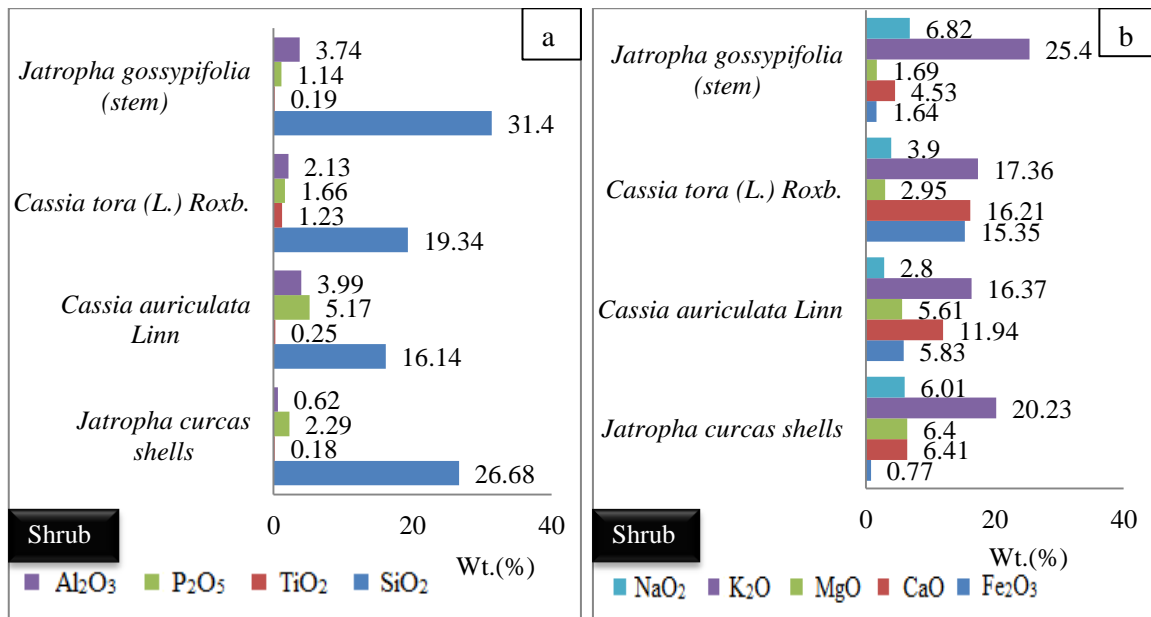 a
Jatropha gossypifolia
(stem)
3.74
1.14
0.19
31.4
Cassia tora (L.) Roxb.
2.13
1.66
1.23
19.34
Cassia auriculata
Linn
3.99
5.17
0.25
16.14
Jatropha curcas
shells
0.62
2.29
0.18
26.68
0 20 40
Shrub
Wt.(%)
Al₂O₃ P₂O₅ TiO₂ SiO₂
b
Jatropha gossypifolia
(stem)
6.82
25.4
1.69
4.53
1.64
Cassia tora (L.) Roxb.
3.9
17.36
2.95
16.21
15.35
Cassia auriculata Linn
2.8
16.37
5.61
11.94
5.83
Jatropha curcas shells
6.01
20.23
6.4
6.41
0.77
0 20 40
Shrub
Wt.(%)
NaO₂ K₂O MgO CaO Fe₂O₃